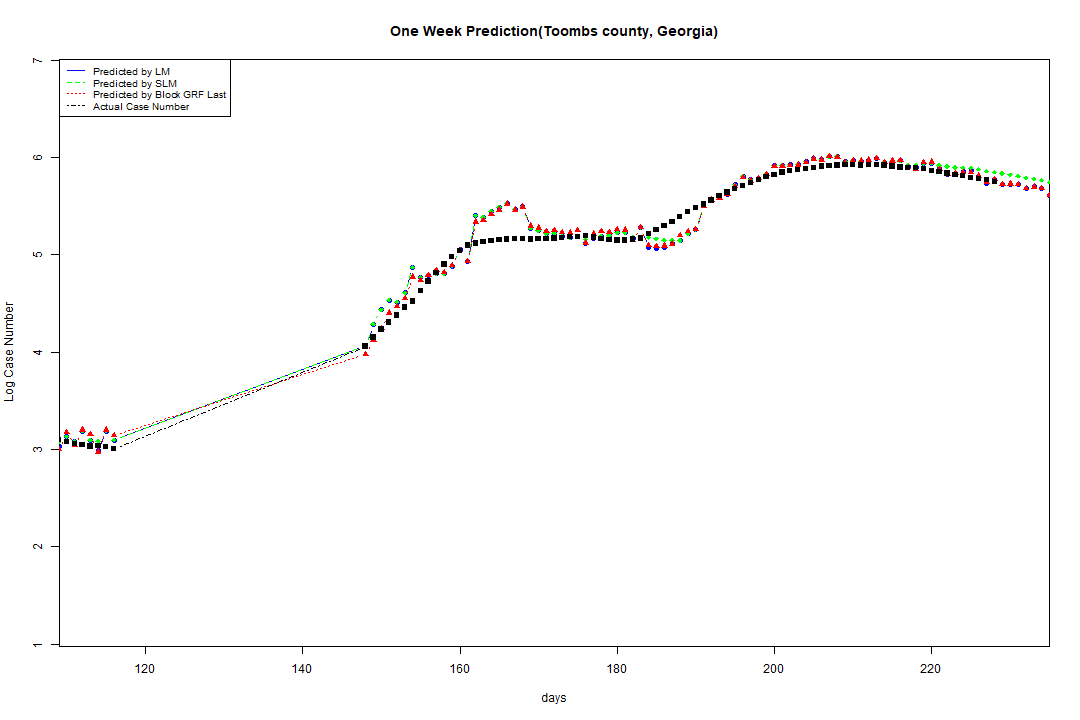 One Week Prediction(Toombs county, Georgia)
Predicted by LM
Predicted by SLM
Predicted by Block GRF Last
Actual Case Number
7
6
5
4
3
2
1
Log Case Number
120 140 160 180 200 220
days